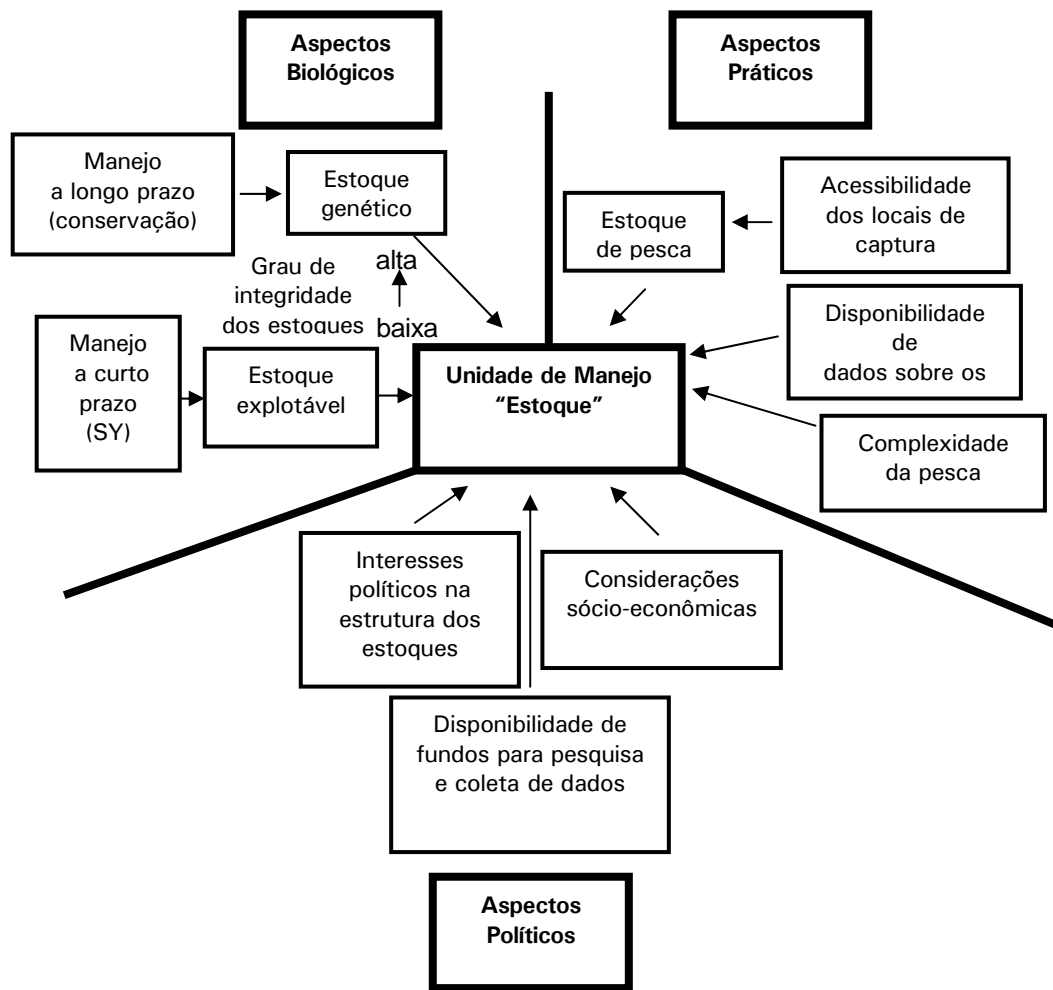 Aspectos
Biológicos
Aspectos
Práticos
Manejo
a longo prazo
(conservação)
Estoque
genético
Grau de
integridade
dos estoques
alta
baixa
Manejo
a curto
prazo
(SY)
Estoque
explotável
Estoque
de pesca
Acessibilidade
dos locais de
captura
Disponibilidade
de
dados sobre os
Complexidade
da pesca
Unidade de Manejo
“Estoque”
Interesses
políticos na
estrutura dos
estoques
Considerações
sócio-econômicas
Disponibilidade de
fundos para pesquisa
e coleta de dados
Aspectos
Políticos